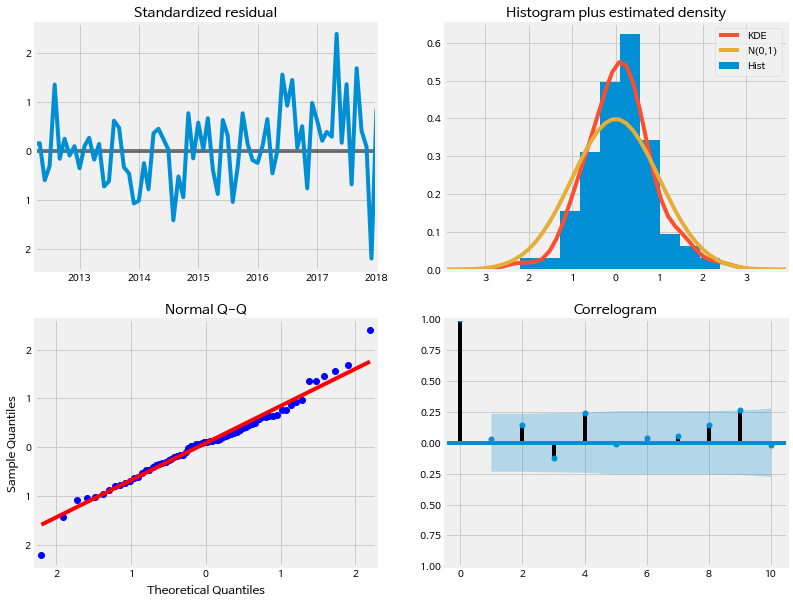 Standardized residual
2
1
0
1
2
2013 2014 2015 2016 2017 2018
Histogram plus estimated density
KDE
N(0,1)
Hist
0.6
0.5
0.4
0.3
0.2
0.1
0.0
3 2 1 0 1 2 3
Normal Q-Q
Sample Quantiles
2
1
0
1
2
2 1 0 1 2
Theoretical Quantiles
Correlogram
1.00
0.75
0.50
0.25
0.00
0.25
0.50
0.75
1.00
0 2 4 6 8 10